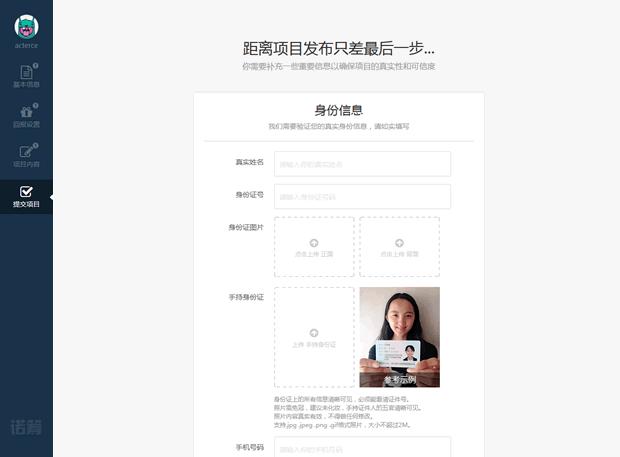 acterce
基本信息
回报设置
项目内容
提交项目
诺筹
距离项目发布只差最后一步...
你需要补充一些重要信息以确保项目的真实性和可信度
身份信息
我们需要验证您的真实身份信息，请如实填写
真实姓名
请输入你的真实姓名
身份证号
请输入身份证号码
身份证图片
点击上传 正面
点击上传 背面
手持身份证
上传 手持身份证
参考示例
身份证上的所有信息清晰可见，必须能看清证件号。
照片需免冠，建议未化妆，手持证件人的五官清晰可见。
照片内容真实有效，不得做任何修改。
支持.jpg .jpeg .png .gif格式照片，大小不超过2M。
手机号码
请输入你的手机号码